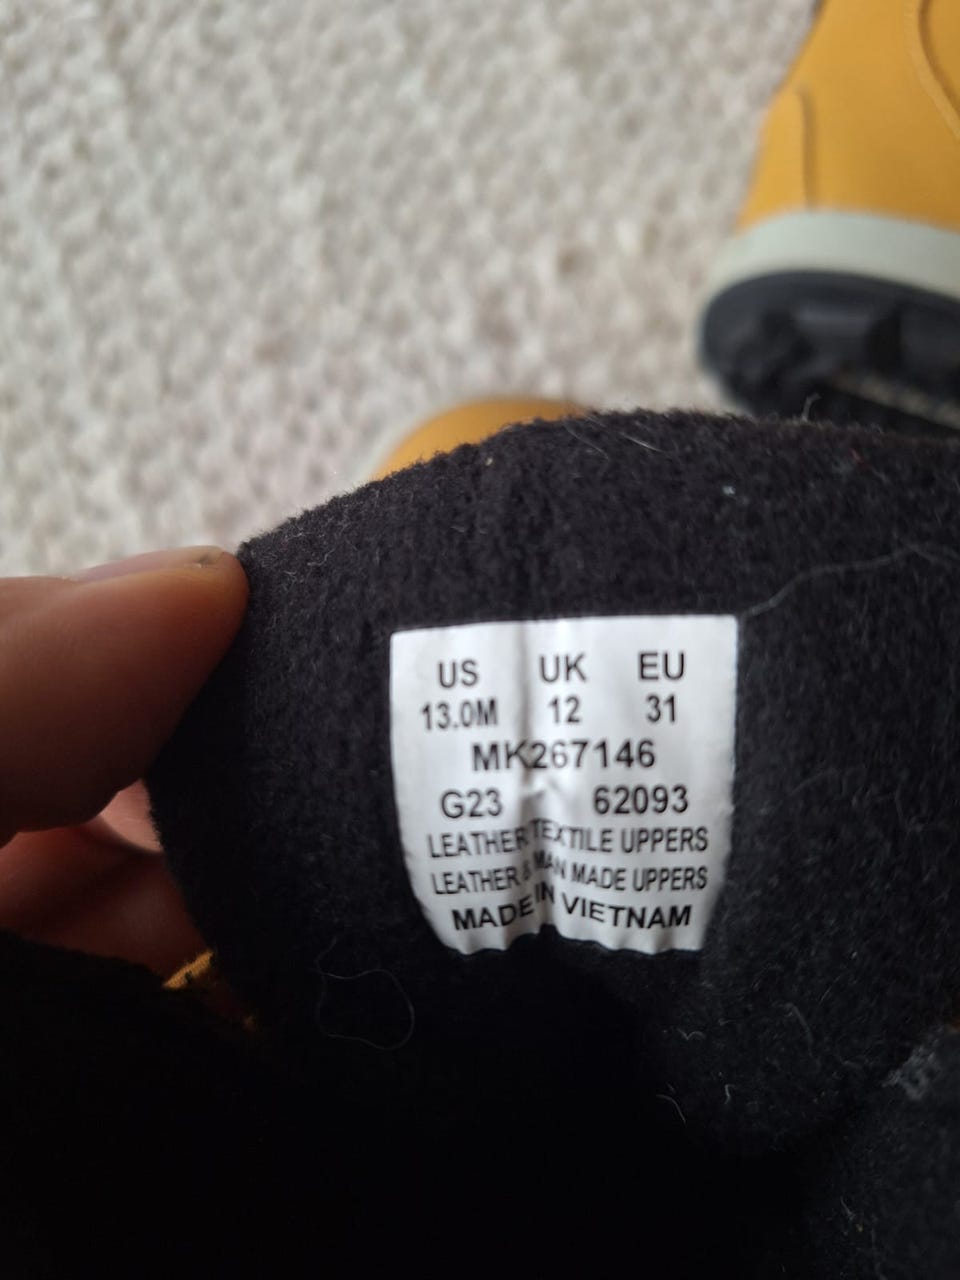 US UK EU
13.0M 12 31
MK267146
G23 62093
LEATHER TEXTILE UPPERS
LEATHER & MAN MADE UPPERS
MADE IN VIETNAM